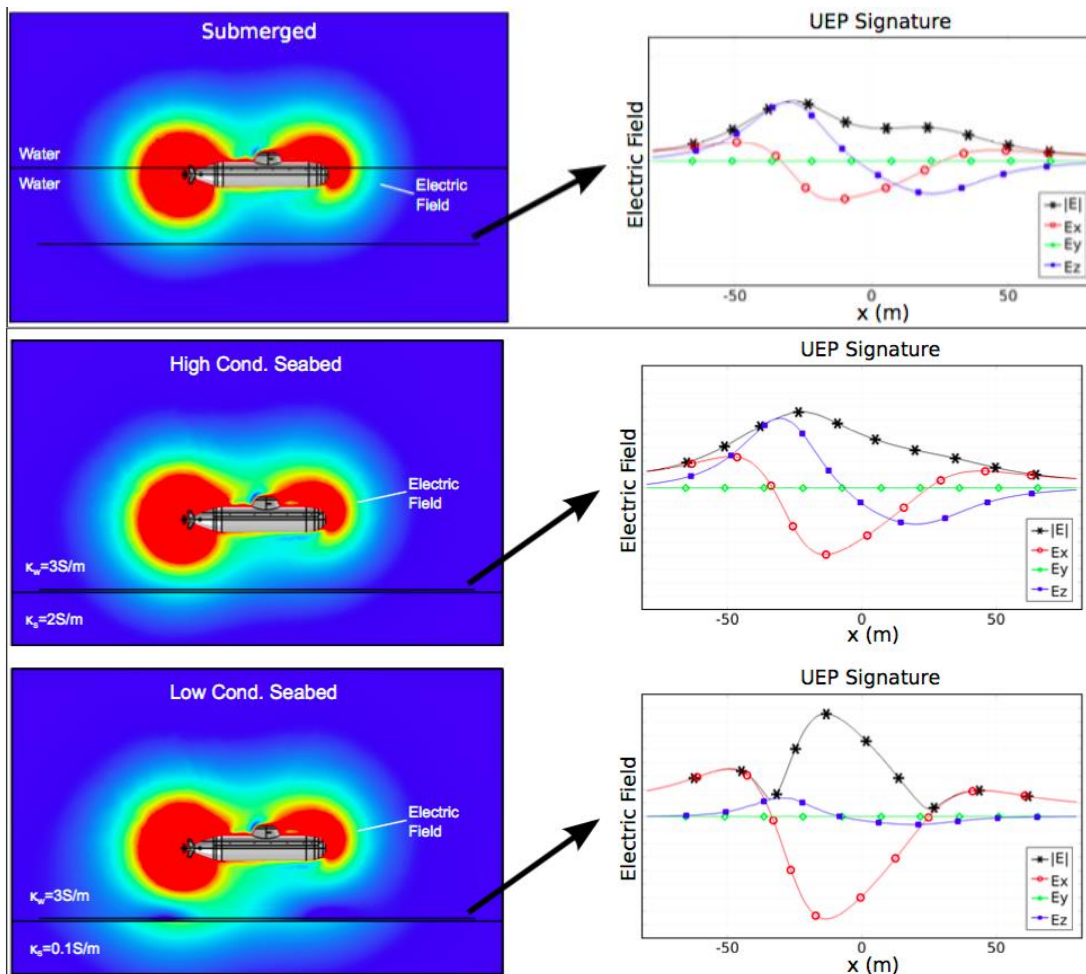 Submerged
Water
Water
Electric
Field
UEP Signature
Electric Field
|E|
Ex
Ey
Ez
-50
0
50
x (m)
High Cond. Seabed
Electric
Field
κw=3S/m
κs=2S/m
UEP Signature
Electric Field
|E|
Ex
Ey
Ez
-50
0
50
x (m)
Low Cond. Seabed
Electric
Field
κw=3S/m
κs=0.1S/m
UEP Signature
Electric Field
|E|
Ex
Ey
Ez
-50
0
50
x (m)